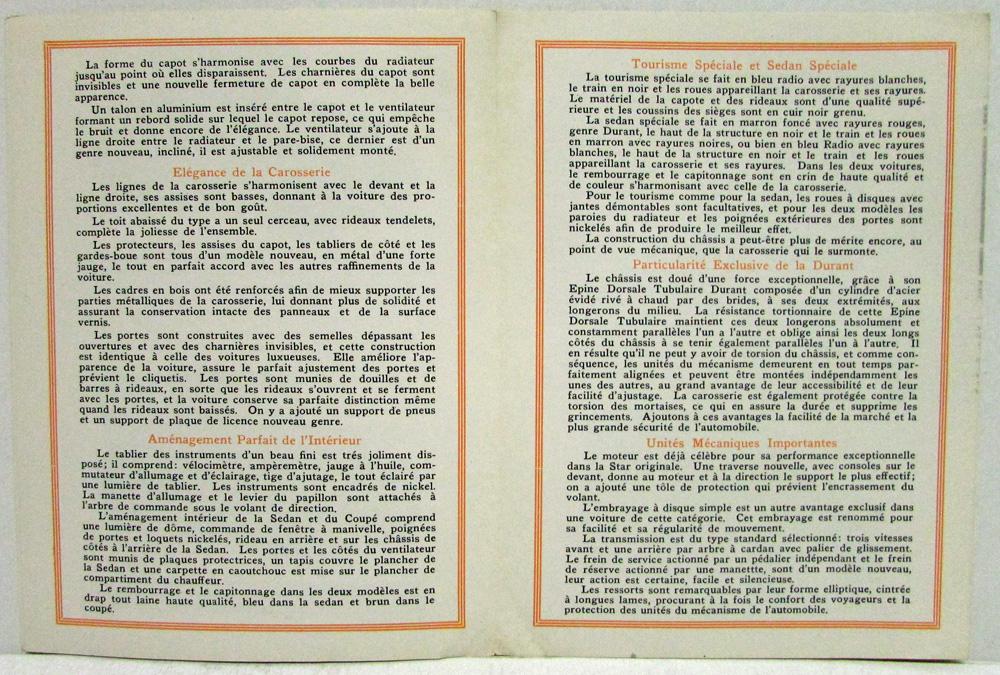 La forme du capot s'harmonise avec les courbes du radiateur
jusqu'au point où elles disparaissent. Les charnières du capot sont
invisibles et une nouvelle fermeture de capot en complète la belle
apparence.
Un talon en aluminium est inséré entre le capot et le ventilateur
formant un rebord solide sur lequel le capot repose, ce qui empêche
le bruit et donne encore de l'élégance. Le ventilateur s'ajoute à la
ligne droite entre le radiateur et le pare-bise, ce dernier est d'un
genre nouveau, incliné, il est ajustable et solidement monté.
Elégance de la Carosserie
Les lignes de la carosserie s'harmonisent avec le devant et la
ligne droite, ses assises sont basses, donnant à la voiture des pro-
portions excellentes et de bon goût.
Le toit abaissé du type a un seul cerceau, avec rideaux tendelets,
complète la joliesse de l'ensemble.
Les protecteurs, les assises du capot, les tabliers de côté et les
gardes-boue sont tous d'un modèle nouveau, en métal d'une forte
jauge, le tout en parfait accord avec les autres raffinements de la
voiture.
Les cadres en bois ont été renforcés afin de mieux supporter les
parties métalliques de la carosserie, lui donnant plus de solidité et
assurant la conservation intacte des panneaux et de la surface
vernis.
Les portes sont construites avec des semelles dépassant les
ouvertures et avec des charnières invisibles, et cette construction
est identique à celle des voitures luxueuses. Elle améliore l'ap-
parence de la voiture, assure le parfait ajustement des portes et
prévient le cliquetis. Les portes sont munies de douilles et de
barres à rideaux, en sorte que les rideaux s'ouvrent et se ferment
avec les portes, et la voiture conserve sa parfaite distinction même
quand les rideaux sont baissés. On y a ajouté un support de pneus
et un support de plaque de licence nouveau genre.
Aménagement Parfait de l'Intérieur
Le tablier des instruments d'un beau fini est trés joliment dis-
posé; il comprend: vélocimètre, ampèremètre, jauge à l'huile, com-
mutateur d'allumage et d'éclairage, tige d'ajutage, le tout éclairé par
une lumière de tablier. Les instruments sont encadrés de nickel.
La manette d'allumage et le levier du papillon sont attachés à
l'arbre de commande sous le volant de direction.
L'aménagement intérieur de la Sedan et du Coupé comprend
une lumière de dôme, commande de fenêtre à manivelle, poignées
de portes et loquets nickelés, rideau en arrière et sur les châssis de
côtés à l'arrière de la Sedan. Les portes et les côtés du ventilateur
sont munis de plaques protectrices, un tapis couvre le plancher de
la Sedan et une carpette en caoutchouc est mise sur le plancher de
compartiment du chauffeur.
Le rembourrage et le capitonnage dans les deux modèles est en
drap tout laine haute qualité, bleu dans la sedan et brun dans le
coupé.
Tourisme Spéciale et Sedan Spéciale
La tourisme spéciale se fait en bleu radio avec rayures blanches,
le train en noir et les roues appareillant la carosserie et ses rayures.
Le matériel de la capote et des rideaux sont d'une qualité supé-
rieure et les coussins des sièges sont en cuir noir grenu.
La sedan spéciale se fait en marron foncé avec rayures rouges,
genre Durant, le haut de la structure en noir et le train et les roues
en marron avec rayures noires, ou bien en bleu Radio avec rayures
blanches, le haut de la structure en noir et le train et les roues
appareillant la carosserie et ses rayures. Dans les deux voitures,
le rembourrage et le capitonnage sont en crin de haute qualité et
de couleur s'harmonisant avec celle de la carosserie.
Pour le tourisme comme pour la sedan, les roues à disques avec
jantes démontables sont facultatives, et pour les deux modèles les
paroies du radiateur et les poignées extérieures des portes sont
nickelés afin de produire le meilleur effet.
La construction du châssis a peut-être plus de mérite encore, au
point de vue mécanique, que la carosserie qui le surmonte.
Particularité Exclusive de la Durant
Le châssis est doué d'une force exceptionnelle, grâce à son
Epine Dorsale Tubulaire Durant composée d'un cylindre d'acier
évidé rivé à chaud par des brides, à ses deux extrémités, aux
longerons du milieu. La résistance tortionnaire de cette Epine
Dorsale Tubulaire maintient ces deux longerons absolument et
constamment parallèles l'un a l'autre et oblige ainsi les deux longs
côtés du châssis à se tenir également parallèles l'un à l'autre. Il
en résulte qu'il ne peut y avoir de torsion du châssis, et comme con-
séquence, les unités du mécanisme demeurent en tout temps par-
faitement alignées et peuvent être montées indépendamment les
unes des autres, au grand avantage de leur accessibilité et de leur
facilité d'ajustage. La carosserie est également protégée contre la
torsion des mortaises, ce qui en assure la durée et supprime les
grincements. Ajoutons à ces avantages la facilité de la marché et la
plus grande sécurité de l'automobile.
Unités Mécaniques Importantes
Le moteur est déjà célèbre pour sa performance exceptionnelle
dans la Star originale. Une traverse nouvelle, avec consoles sur le
devant, donne au moteur et à la direction le support le plus effectif;
on a ajouté une tôle de protection qui prévient l'encrassement du
volant.
L'embrayage à disque simple est un autre avantage exclusif dans
une voiture de cette catégorie. Cet embrayage est renommé pour
sa facilité et sa régularité de mouvement.
La transmission est du type standard sélectionné: trois vitesses
avant et une arrière par arbre à cardan avec palier de glissement.
Le frein de service actionné par un pédalier indépendant et le frein
de réserve actionné par une manettte, sont d'un modèle nouveau,
leur action est certaine, facile et silencieuse.
Les ressorts sont remarquables par leur forme elliptique, cintrée
à longues lames, procurant à la fois le confort des voyageurs et la
protection des unités du mécanisme de l'automobile.